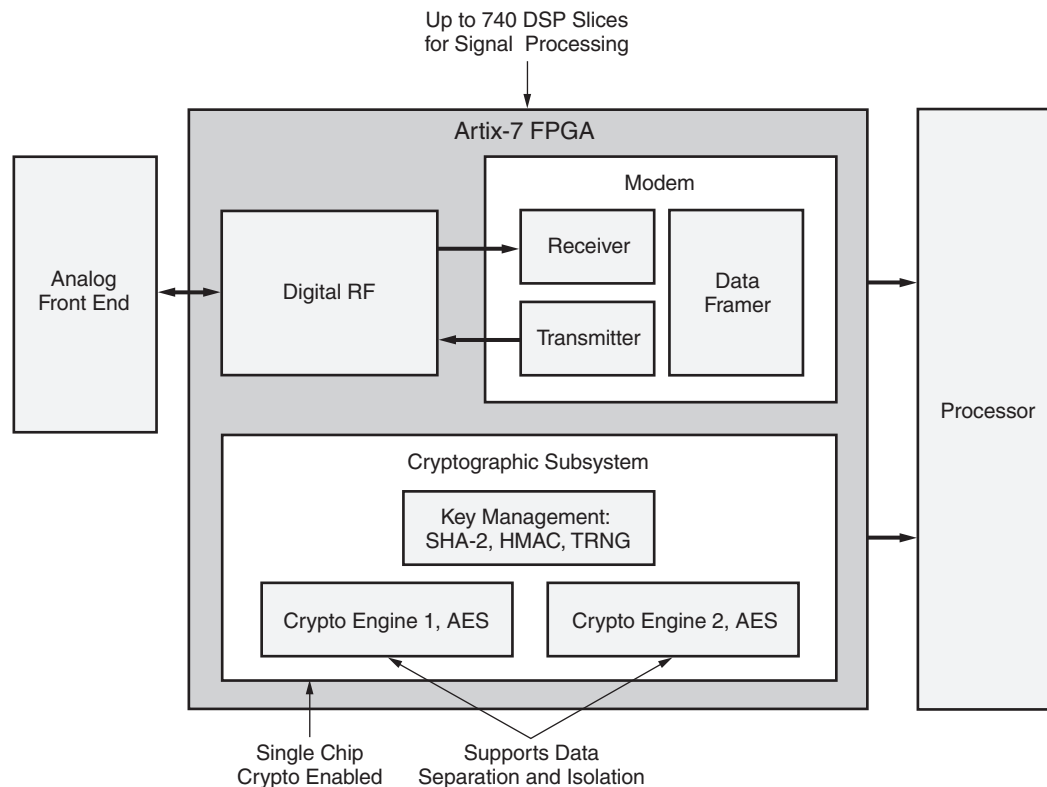 Up to 740 DSP Slices
for Signal Processing
Artix-7 FPGA
Analog
Front End
Digital RF
Modem
Receiver
Transmitter
Data
Framer
Processor
Cryptographic Subsystem
Key Management:
SHA-2, HMAC, TRNG
Crypto Engine 1, AES
Crypto Engine 2, AES
Single Chip
Crypto Enabled
Supports Data
Separation and Isolation